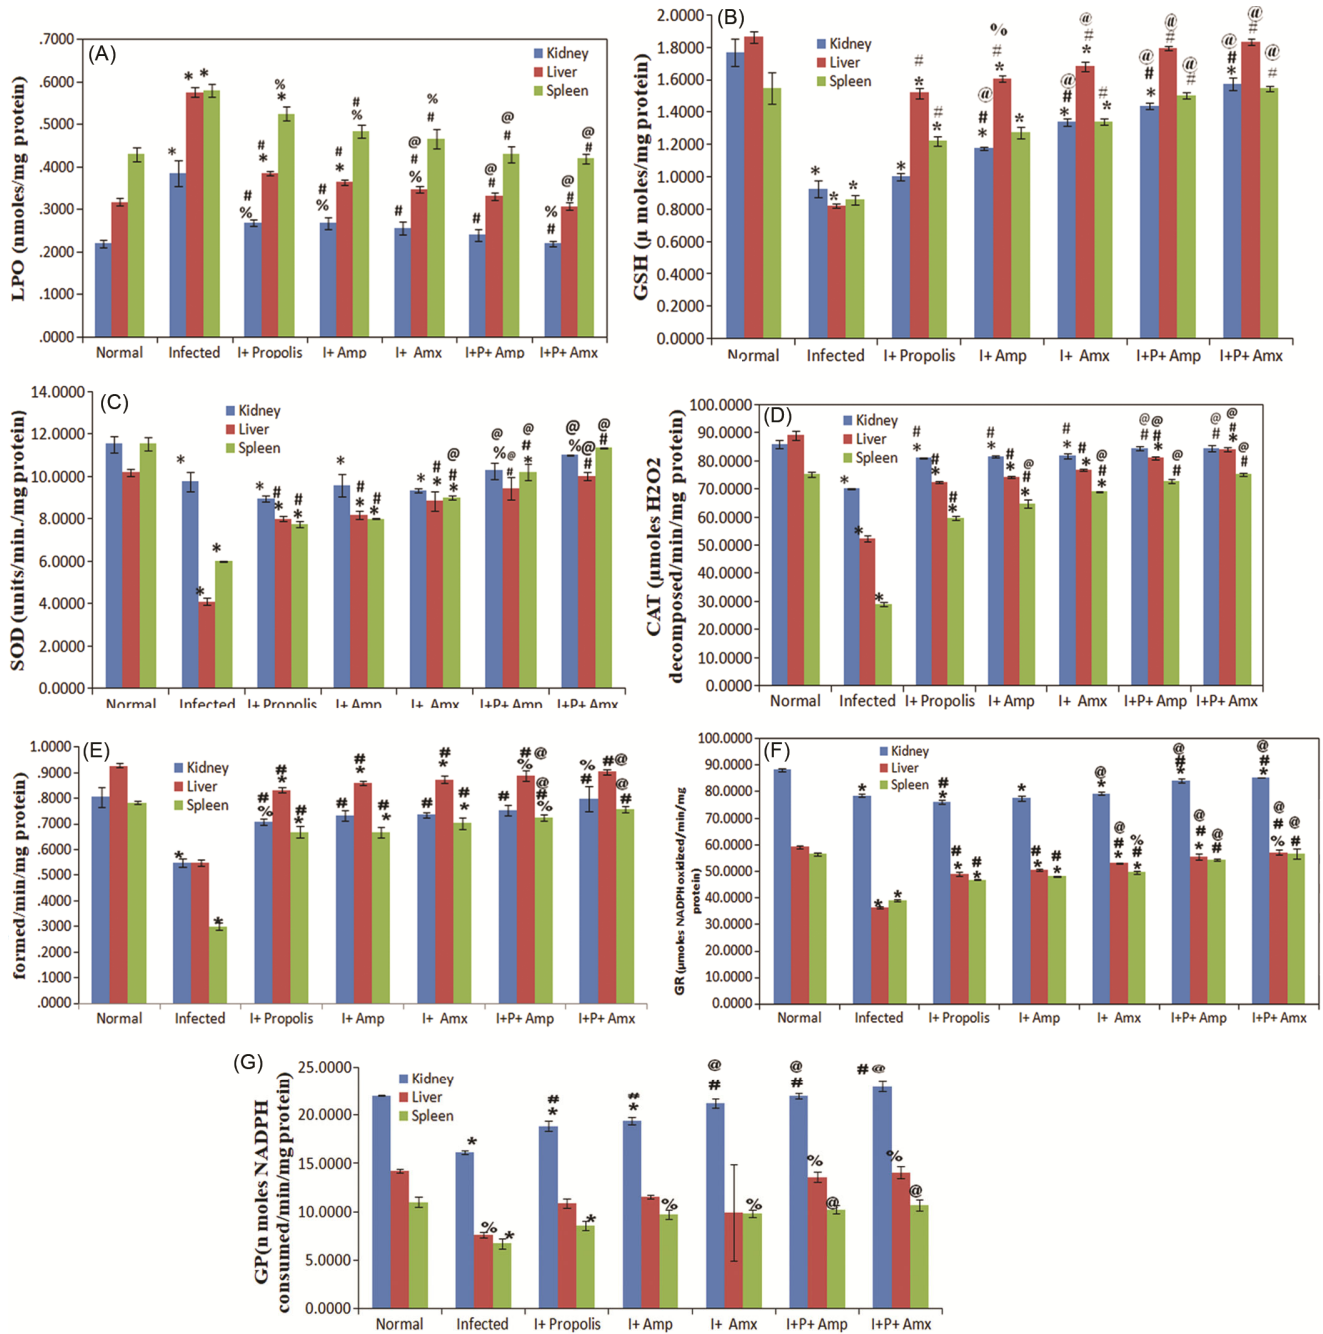 (A)
LPO (nmoles/mg protein)
.7000
.6000
.5000
.4000
.3000
.2000
.1000
.0000
Kidney
Liver
Spleen
Normal Infected I+ Propolis I+ Amp I+ Amx I+P+ Amp I+P+ Amx
(B)
GSH (µ moles/mg protein)
2.0000
1.8000
1.6000
1.4000
1.2000
1.0000
0.8000
0.6000
0.4000
0.2000
0.0000
Kidney
Liver
Spleen
Normal Infected I+ Propolis I+ Amp I+ Amx I+P+ Amp I+P+ Amx
(C)
SOD (units/min./mg protein)
14.0000
12.0000
10.0000
8.0000
6.0000
4.0000
2.0000
0.0000
Kidney
Liver
Spleen
Normal Infected I+ Propolis I+ Amp I+ Amx I+P+ Amp I+P+ Amx
(D)
CAT (µmoles H2O2
decomposed/min/mg protein)
100.0000
90.0000
80.0000
70.0000
60.0000
50.0000
40.0000
30.0000
20.0000
10.0000
0.0000
Kidney
Liver
Spleen
Normal Infected I+ Propolis I+ Amp I+ Amx I+P+ Amp I+P+ Amx
(E)
formed/min/mg protein)
1.0000
.9000
.8000
.7000
.6000
.5000
.4000
.3000
.2000
.1000
.0000
Kidney
Liver
Spleen
Normal Infected I+ Propolis I+ Amp I+ Amx I+P+ Amp I+P+ Amx
(F)
GR (µmoles NADPH oxidized/min/mg
protein)
100.0000
90.0000
80.0000
70.0000
60.0000
50.0000
40.0000
30.0000
20.0000
10.0000
0.0000
Kidney
Liver
Spleen
Normal Infected I+ Propolis I+ Amp I+ Amx I+P+ Amp I+P+ Amx
(G)
GP(n moles NADPH
consumed/min/mgprotein)
25.0000
20.0000
15.0000
10.0000
5.0000
0.0000
Kidney
Liver
Spleen
Normal Infected I+ Propolis I+ Amp I+ Amx I+P+ Amp I+P+ Amx